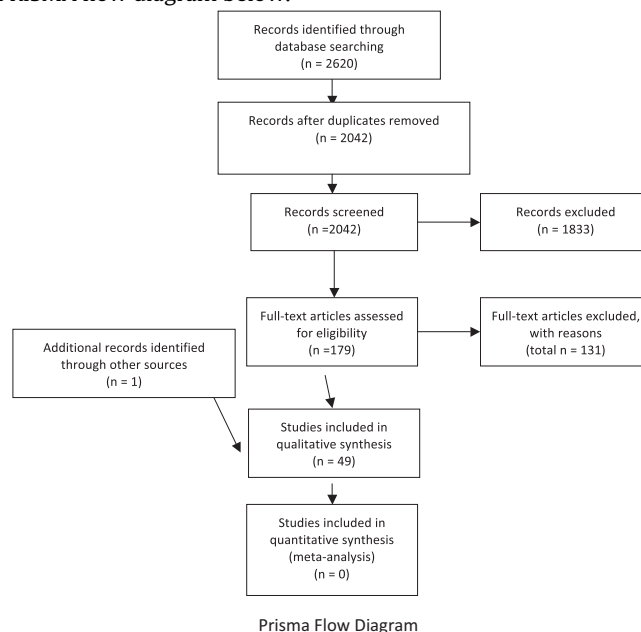 PRISMA flow diagram below.
Records identified through
database searching
(n = 2620)
Records after duplicates removed
(n = 2042)
Records screened
(n =2042)
Records excluded
(n = 1833)
Full-text articles assessed
for eligibility
(n =179)
Full-text articles excluded,
with reasons
(total n = 131)
Additional records identified
through other sources
(n = 1)
Studies included in
qualitative synthesis
(n = 49)
Studies included in
quantitative synthesis
(meta-analysis)
(n = 0)
Prisma Flow Diagram